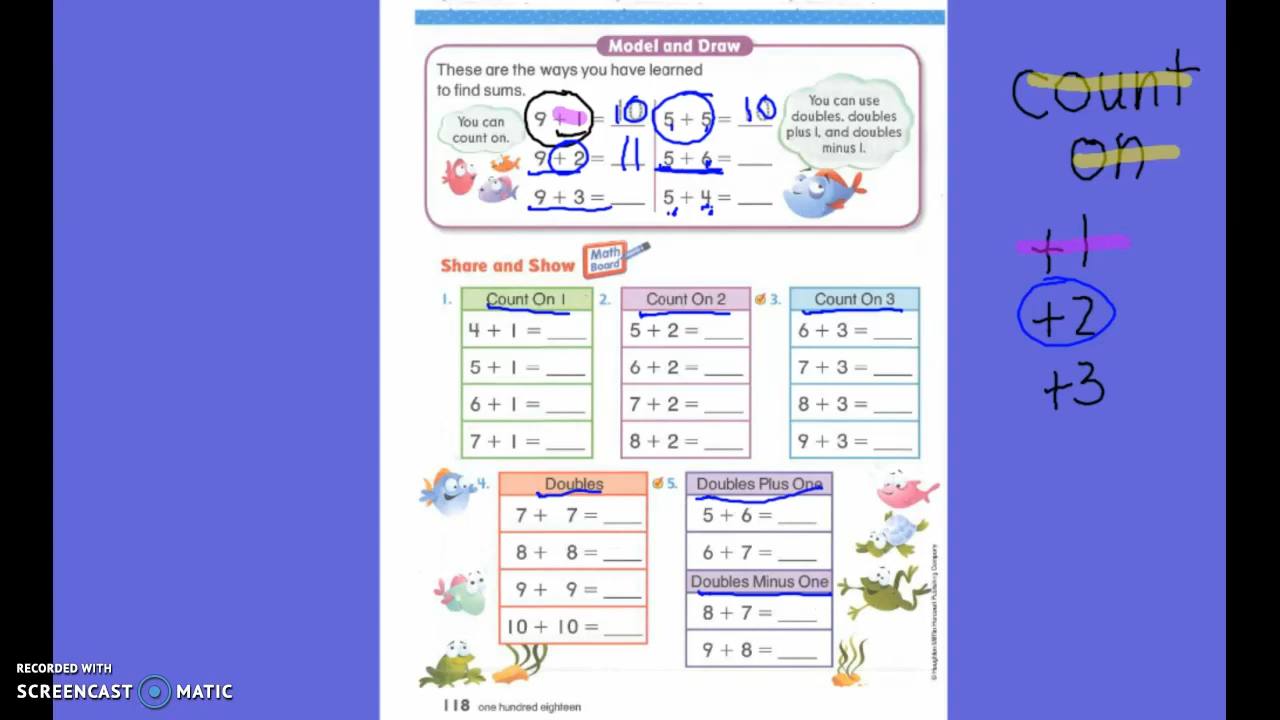 Model and Draw
These are the ways you have learned
to find sums.
You can
count on.
9 + 1 = 10
9 + 2 = 11
9 + 3 = ___
5 + 5 = 10
5 + 6 = ___
5 + 4 = ___
You can use
doubles, doubles
plus 1, and doubles
minus 1.
Share and Show
Math
Board
1. Count On 1
4 + 1 = ___
5 + 1 = ___
6 + 1 = ___
7 + 1 = ___
2. Count On 2
5 + 2 = ___
6 + 2 = ___
7 + 2 = ___
8 + 2 = ___
3. Count On 3
6 + 3 = ___
7 + 3 = ___
8 + 3 = ___
9 + 3 = ___
4. Doubles
7 + 7 = ___
8 + 8 = ___
9 + 9 = ___
10 + 10 = ___
5. Doubles Plus One
5 + 6 = ___
6 + 7 = ___
Doubles Minus One
8 + 7 = ___
9 + 8 = ___
118 one hundred eighteen
© Houghton Mifflin Harcourt Publishing Company
count
on
+1
+2
+3
RECORDED WITH
SCREENCAST MATIC